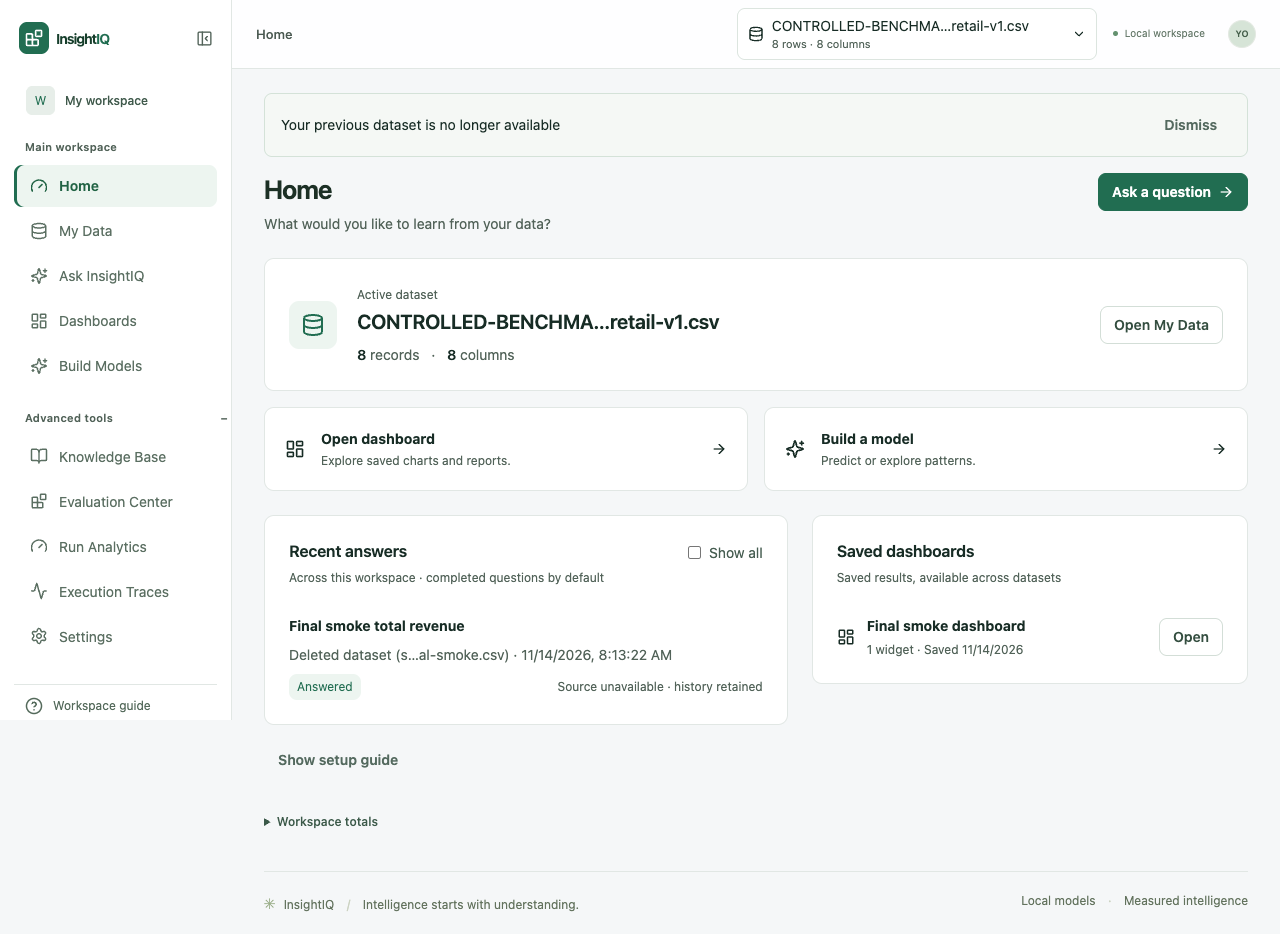 InsightIQ
Home
CONTROLLED-BENCHMA...retail-v1.csv
8 rows · 8 columns
Local workspace
YO
W
My workspace
Main workspace
Home
My Data
Ask InsightIQ
Dashboards
Build Models
Advanced tools
–
Knowledge Base
Evaluation Center
Run Analytics
Execution Traces
Settings
Workspace guide
Your previous dataset is no longer available
Dismiss
Home
Ask a question
What would you like to learn from your data?
Active dataset
CONTROLLED-BENCHMA...retail-v1.csv
8 records · 8 columns
Open My Data
Open dashboard
Explore saved charts and reports.
Build a model
Predict or explore patterns.
Recent answers
Show all
Across this workspace · completed questions by default
Final smoke total revenue
Deleted dataset (s...al-smoke.csv) · 11/14/2026, 8:13:22 AM
Answered
Source unavailable · history retained
Saved dashboards
Saved results, available across datasets
Final smoke dashboard
1 widget · Saved 11/14/2026
Open
Show setup guide
Workspace totals
InsightIQ / Intelligence starts with understanding.
Local models · Measured intelligence